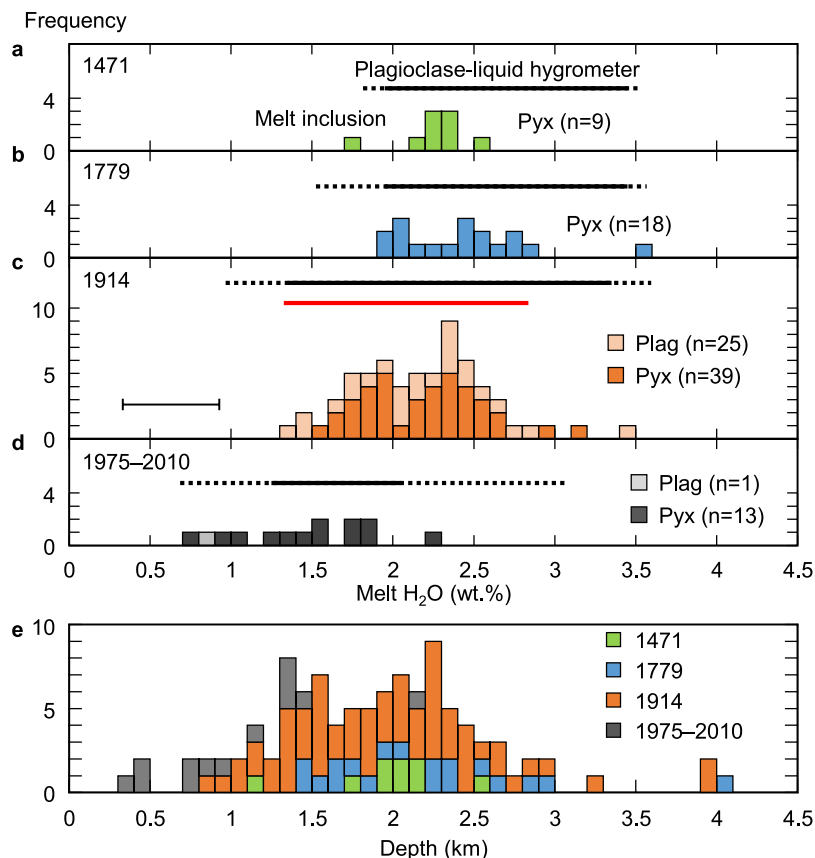 Frequency
a
1471
Plagioclase-liquid hygrometer
4
Melt inclusion
Pyx (n=9)
0
b
1779
4
Pyx (n=18)
0
c
1914
10
Plag (n=25)
5
Pyx (n=39)
0
d
1975–2010
4
Plag (n=1)
Pyx (n=13)
0
0 0.5 1 1.5 2 2.5 3 3.5 4 4.5
Melt H₂O (wt.%)
e
10
1471
1779
5
1914
1975–2010
0
0 0.5 1 1.5 2 2.5 3 3.5 4 4.5
Depth (km)